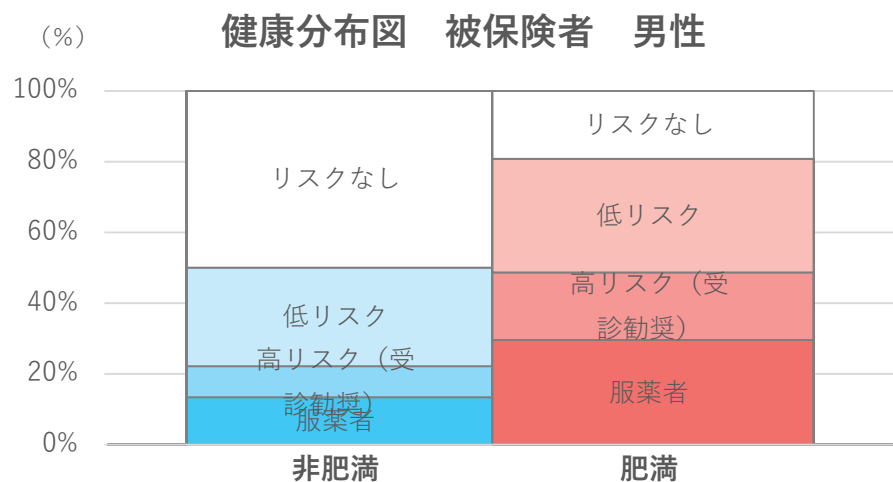 健康分布図　被保険者　男性
（%）
100%
80%
60%
40%
20%
0%
リスクなし
低リスク
高リスク（受
診勧奨）
服薬者
リスクなし
低リスク
高リスク（受
診勧奨）
服薬者
非肥満
肥満